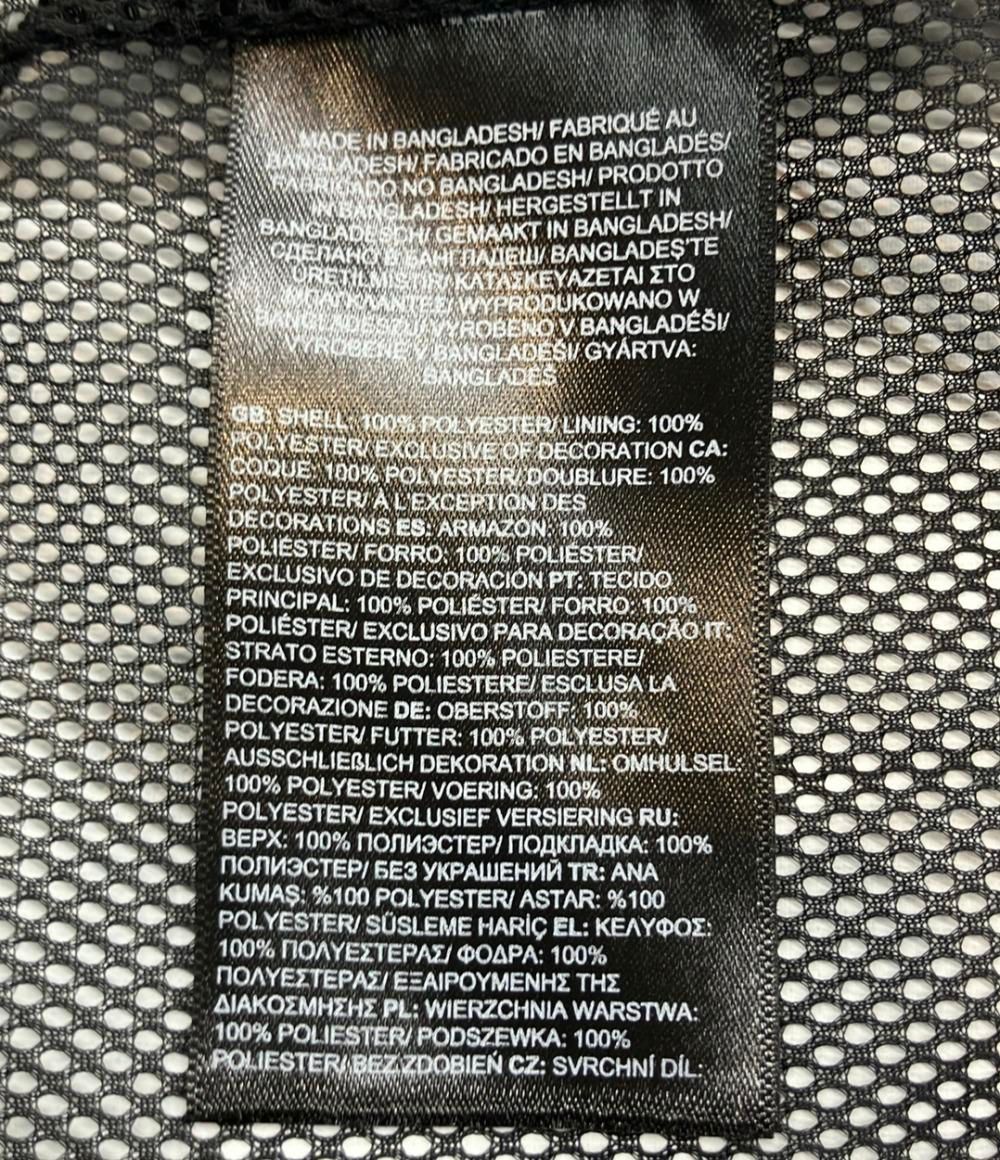 MADE IN BANGLADESH/ FABRIQUÉ AU
BANGLADESH/ FABRICADO EN BANGLADÉS/
FABRICADO NO BANGLADESH/ PRODOTTO
IN BANGLADESH/ HERGESTELLT IN
BANGLADESCH/ GEMAAKT IN BANGLADESH/
СДЕЛАНО В БАНГЛАДЕШ/ BANGLADEŞ'TE
ÜRETİLMİŞTİR/ ΚΑΤΑΣΚΕΥΑΖΕΤΑΙ ΣΤΟ
WYPRODUKOWANO W
BANGLADESZU/ VYROBENO V BANGLADÉŠI/
VYROBENÉ V BANGLADÉŠI/ GYÁRTVA:
BANGLADES
GB: SHELL: 100% POLYESTER/ LINING: 100%
POLYESTER/ EXCLUSIVE OF DECORATION CA:
COQUE: 100% POLYESTER/ DOUBLURE: 100%
POLYESTER/ À L'EXCEPTION DES
DÉCORATIONS ES: ARMAZÓN: 100%
POLIÉSTER/ FORRO: 100% POLIÉSTER/
EXCLUSIVO DE DECORACIÓN PT: TECIDO
PRINCIPAL: 100% POLIÉSTER/ FORRO: 100%
POLIÉSTER/ EXCLUSIVO PARA DECORAÇÃO IT:
STRATO ESTERNO: 100% POLIESTERE/
FODERA: 100% POLIESTERE/ ESCLUSA LA
DECORAZIONE DE: OBERSTOFF: 100%
POLYESTER/ FUTTER: 100% POLYESTER/
AUSSCHLIEßLICH DEKORATION NL: OMHULSEL:
100% POLYESTER/ VOERING: 100%
POLYESTER/ EXCLUSIEF VERSIERING RU:
ВЕРХ: 100% ПОЛИЭСТЕР/ ПОДКЛАДКА: 100%
ПОЛИЭСТЕР/ БЕЗ УКРАШЕНИЙ TR: ANA
KUMAŞ: %100 POLYESTER/ ASTAR: %100
POLYESTER/ SÜSLEME HARİÇ EL: ΚΕΛΥΦΟΣ:
100% ΠΟΛΥΕΣΤΕΡΑΣ/ ΦΟΔΡΑ: 100%
ΠΟΛΥΕΣΤΕΡΑΣ/ ΕΞΑΙΡΟΥΜΕΝΗΣ ΤΗΣ
ΔΙΑΚΟΣΜΗΣΗΣ PL: WIERZCHNIA WARSTWA:
100% POLIESTER/ PODSZEWKA: 100%
POLIESTER/ BEZ ZDOBIEŃ CZ: SVRCHNÍ DÍL: